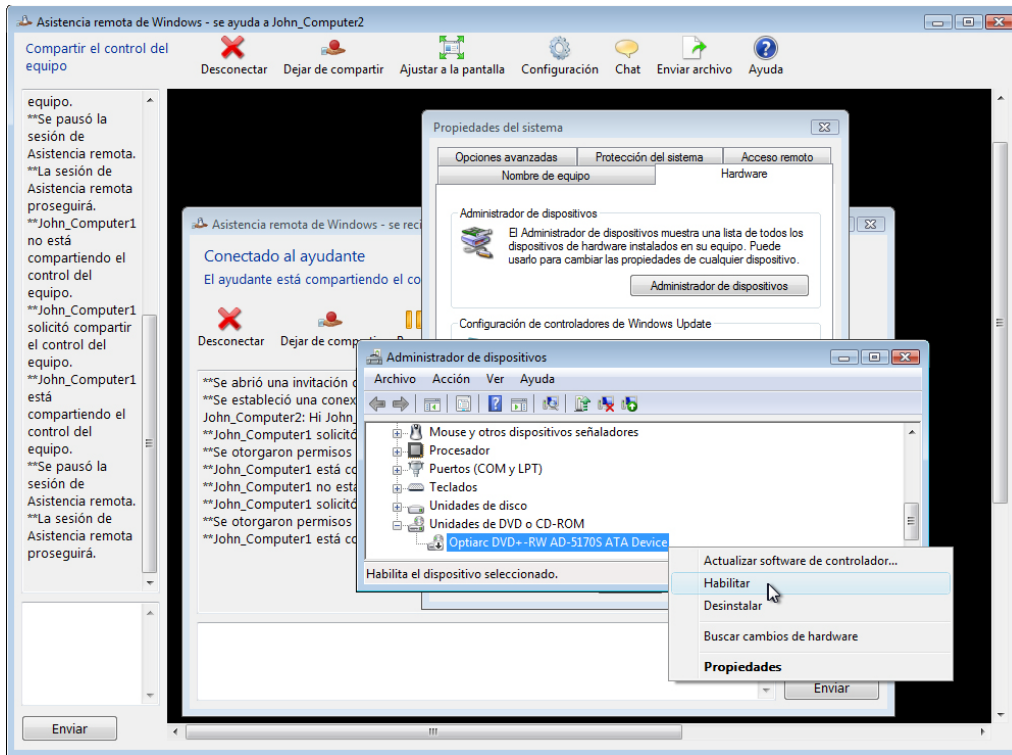 Asistencia remota de Windows - se ayuda a John_Computer2
Compartir el control del
equipo
Desconectar
Dejar de compartir
Ajustar a la pantalla
Configuración
Chat
Enviar archivo
Ayuda
equipo.
**Se pausó la
sesión de
Asistencia remota.
**La sesión de
Asistencia remota
proseguirá.
**John_Computer1
no está
compartiendo el
control del
equipo.
**John_Computer1
solicitó compartir
el control del
equipo.
**John_Computer1
está
compartiendo el
control del
equipo.
**Se pausó la
sesión de
Asistencia remota.
**La sesión de
Asistencia remota
proseguirá.
Enviar
Asistencia remota de Windows - se reci
Conectado al ayudante
El ayudante está compartiendo el co
Desconectar
Dejar de comp
**Se abrió una invitación
**Se estableció una conex
John_Computer2: Hi John_
**John_Computer1 solicitó
**Se otorgaron permisos
**John_Computer1 está co
**John_Computer1 no está
**John_Computer1 solicitó
**Se otorgaron permisos
**John_Computer1 está co
Enviar
Propiedades del sistema
Opciones avanzadas
Protección del sistema
Acceso remoto
Nombre de equipo
Hardware
Administrador de dispositivos
El Administrador de dispositivos muestra una lista de todos los
dispositivos de hardware instalados en su equipo. Puede
usarlo para cambiar las propiedades de cualquier dispositivo.
Administrador de dispositivos
Configuración de controladores de Windows Update
Administrador de dispositivos
Archivo
Acción
Ver
Ayuda
Mouse y otros dispositivos señaladores
Procesador
Puertos (COM y LPT)
Teclados
Unidades de disco
Unidades de DVD o CD-ROM
Optiarc DVD+-RW AD-5170S ATA Device
Habilita el dispositivo seleccionado.
Actualizar software de controlador...
Habilitar
Desinstalar
Buscar cambios de hardware
Propiedades